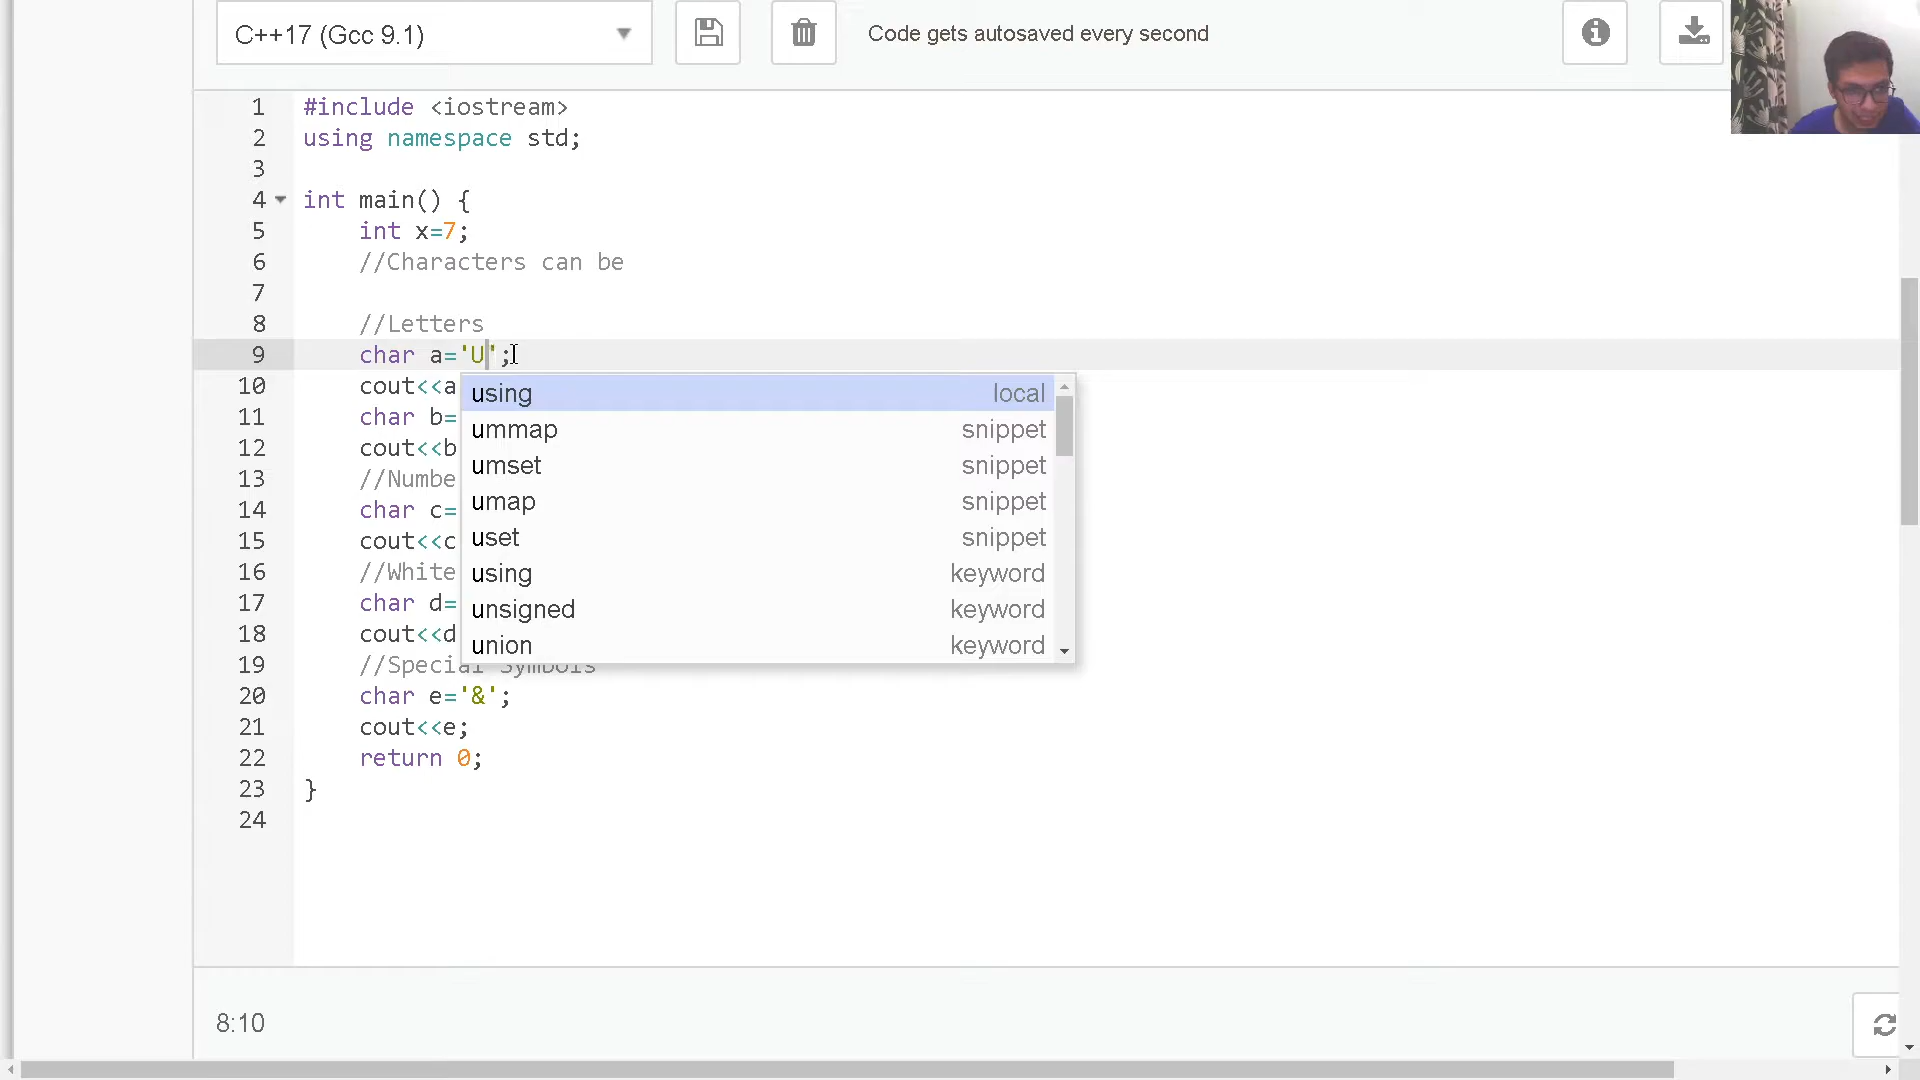 C++17 (Gcc 9.1)
Code gets autosaved every second
1 #include <iostream>
2 using namespace std;
3
4 int main() {
5 int x=7;
6 //Characters can be
7
8 //Letters
9 char a='U';
10 cout<<a
11 char b=
12 cout<<b
13 //Numbe
14 char c=
15 cout<<c
16 //White
17 char d=
18 cout<<d
19 //Special Symbols
20 char e='&';
21 cout<<e;
22 return 0;
23 }
24
using local
ummap snippet
umset snippet
umap snippet
uset snippet
using keyword
unsigned keyword
union keyword
8:10